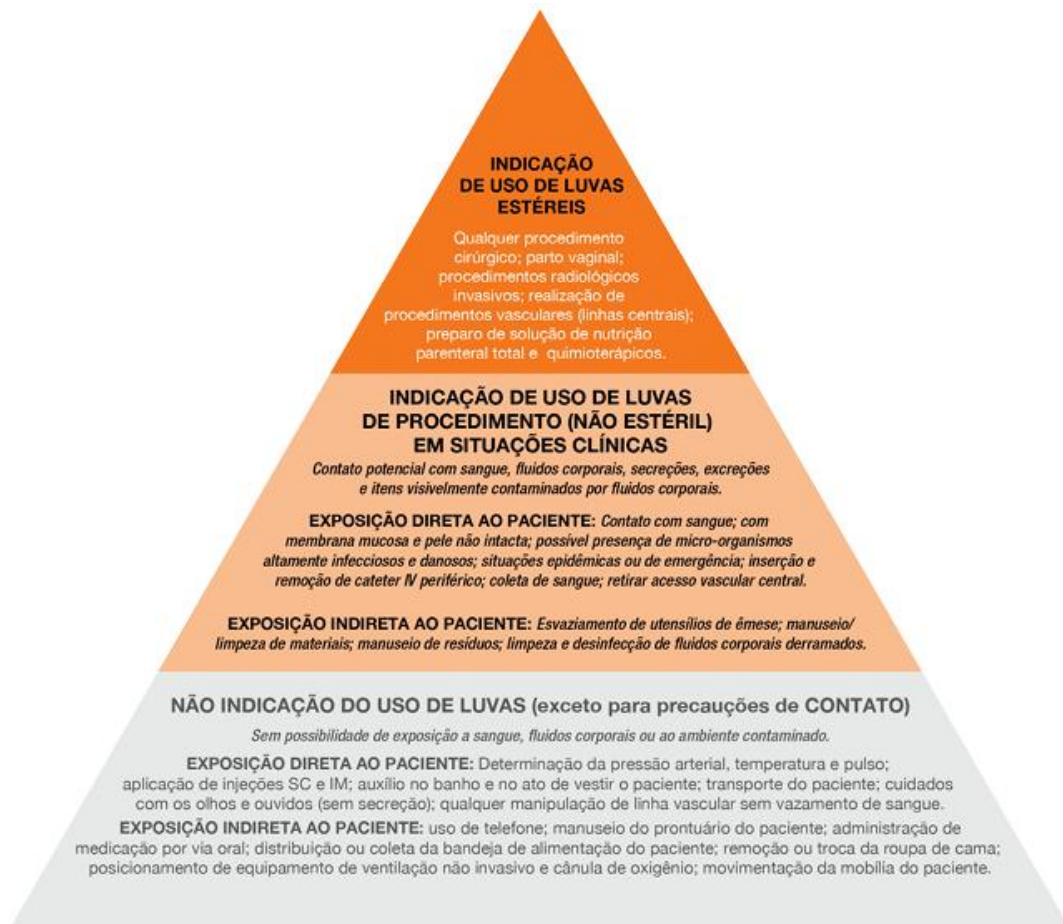 INDICAÇÃO
DE USO DE LUVAS
ESTÉREIS
Qualquer procedimento
cirúrgico; parto vaginal;
procedimentos radiológicos
invasivos; realização de
procedimentos vasculares (linhas centrais);
preparo de solução de nutrição
parenteral total e quimioterápicos.
INDICAÇÃO DE USO DE LUVAS
DE PROCEDIMENTO (NÃO ESTÉRIL)
EM SITUAÇÕES CLÍNICAS
Contato potencial com sangue, fluidos corporais, secreções, excreções
e itens visivelmente contaminados por fluidos corporais.
EXPOSIÇÃO DIRETA AO PACIENTE: Contato com sangue; com
membrana mucosa e pele não intacta; possível presença de micro-organismos
altamente infecciosos e danosos; situações epidêmicas ou de emergência; inserção e
remoção de cateter IV periférico; coleta de sangue; retirar acesso vascular central.
EXPOSIÇÃO INDIRETA AO PACIENTE: Esvaziamento de utensílios de êmese; manuseio/
limpeza de materiais; manuseio de resíduos; limpeza e desinfecção de fluidos corporais derramados.
NÃO INDICAÇÃO DO USO DE LUVAS (exceto para precauções de CONTATO)
Sem possibilidade de exposição a sangue, fluidos corporais ou ao ambiente contaminado.
EXPOSIÇÃO DIRETA AO PACIENTE: Determinação da pressão arterial, temperatura e pulso;
aplicação de injeções SC e IM; auxílio no banho e no ato de vestir o paciente; transporte do paciente; cuidados
com os olhos e ouvidos (sem secreção); qualquer manipulação de linha vascular sem vazamento de sangue.
EXPOSIÇÃO INDIRETA AO PACIENTE: uso de telefone; manuseio do prontuário do paciente; administração de
medicação por via oral; distribuição ou coleta da bandeja de alimentação do paciente; remoção ou troca da roupa de cama;
posicionamento de equipamento de ventilação não invasivo e cânula de oxigênio; movimentação da mobília do paciente.